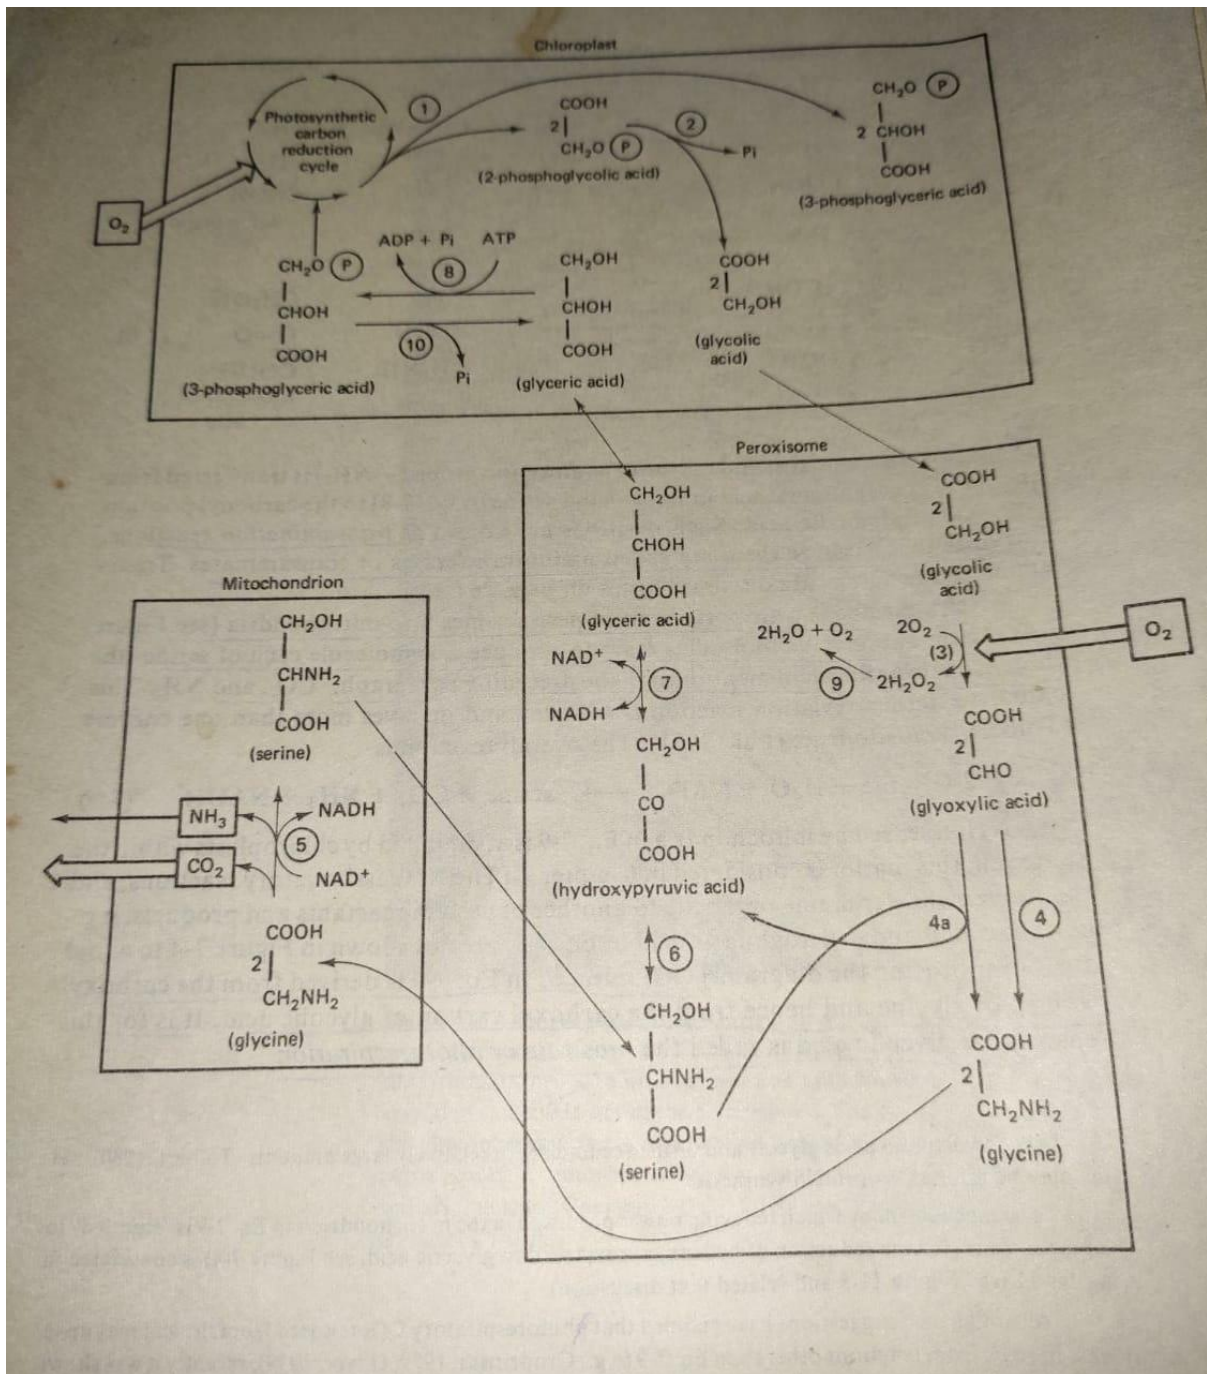 Chloroplast
Photosynthetic
carbon
reduction
cycle
1
COOH
2
CH₂O P
(2-phosphoglycolic acid)
2
Pi
CH₂O P
2 CHOH
COOH
(3-phosphoglyceric acid)
O₂
ADP + Pi ATP
8
CH₂O P
CHOH
COOH
(3-phosphoglyceric acid)
10
Pi
CH₂OH
CHOH
COOH
(glyceric acid)
COOH
2
CH₂OH
(glycolic
acid)
Peroxisome
CH₂OH
CHOH
COOH
(glyceric acid)
COOH
2
CH₂OH
(glycolic
acid)
NAD⁺
7
NADH
2H₂O + O₂
9
2O₂
(3)
2H₂O₂
O₂
CH₂OH
CO
COOH
(hydroxypyruvic acid)
COOH
2
CHO
(glyoxylic acid)
4a
4
6
CH₂OH
CHNH₂
COOH
(serine)
COOH
2
CH₂NH₂
(glycine)
Mitochondrion
CH₂OH
CHNH₂
COOH
(serine)
NH₃
NADH
5
CO₂
NAD⁺
COOH
2
CH₂NH₂
(glycine)